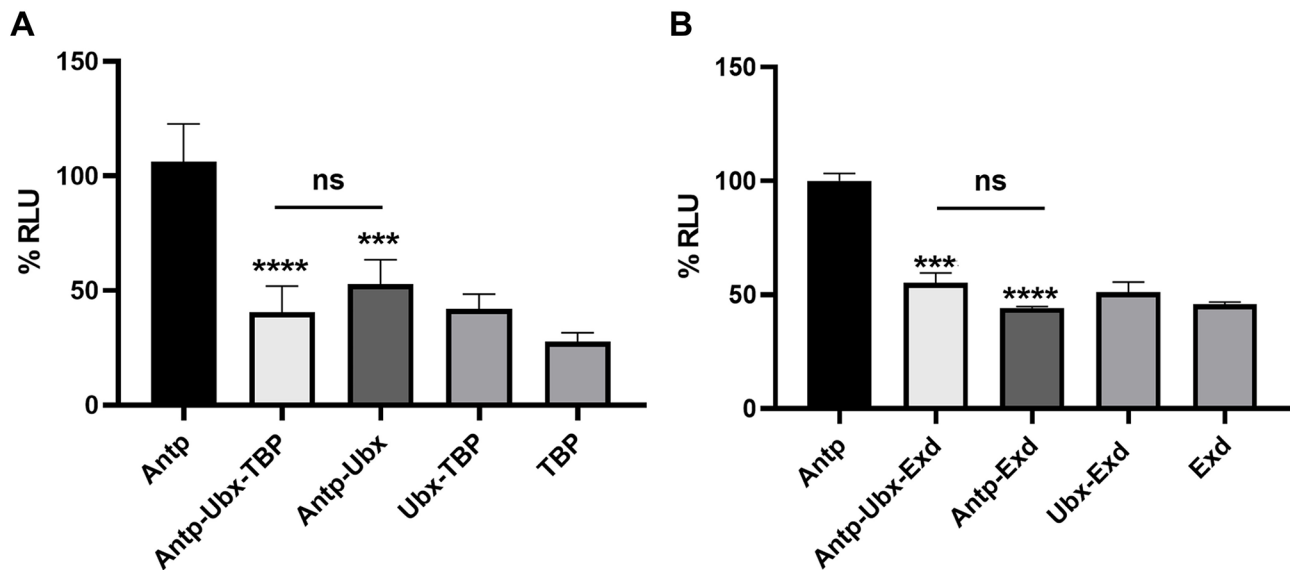 A
150
100
50
0
% RLU
ns
****
***
Antp
Antp-Ubx-TBP
Antp-Ubx
Ubx-TBP
TBP
B
150
100
50
0
% RLU
ns
***
****
Antp
Antp-Ubx-Exd
Antp-Exd
Ubx-Exd
Exd